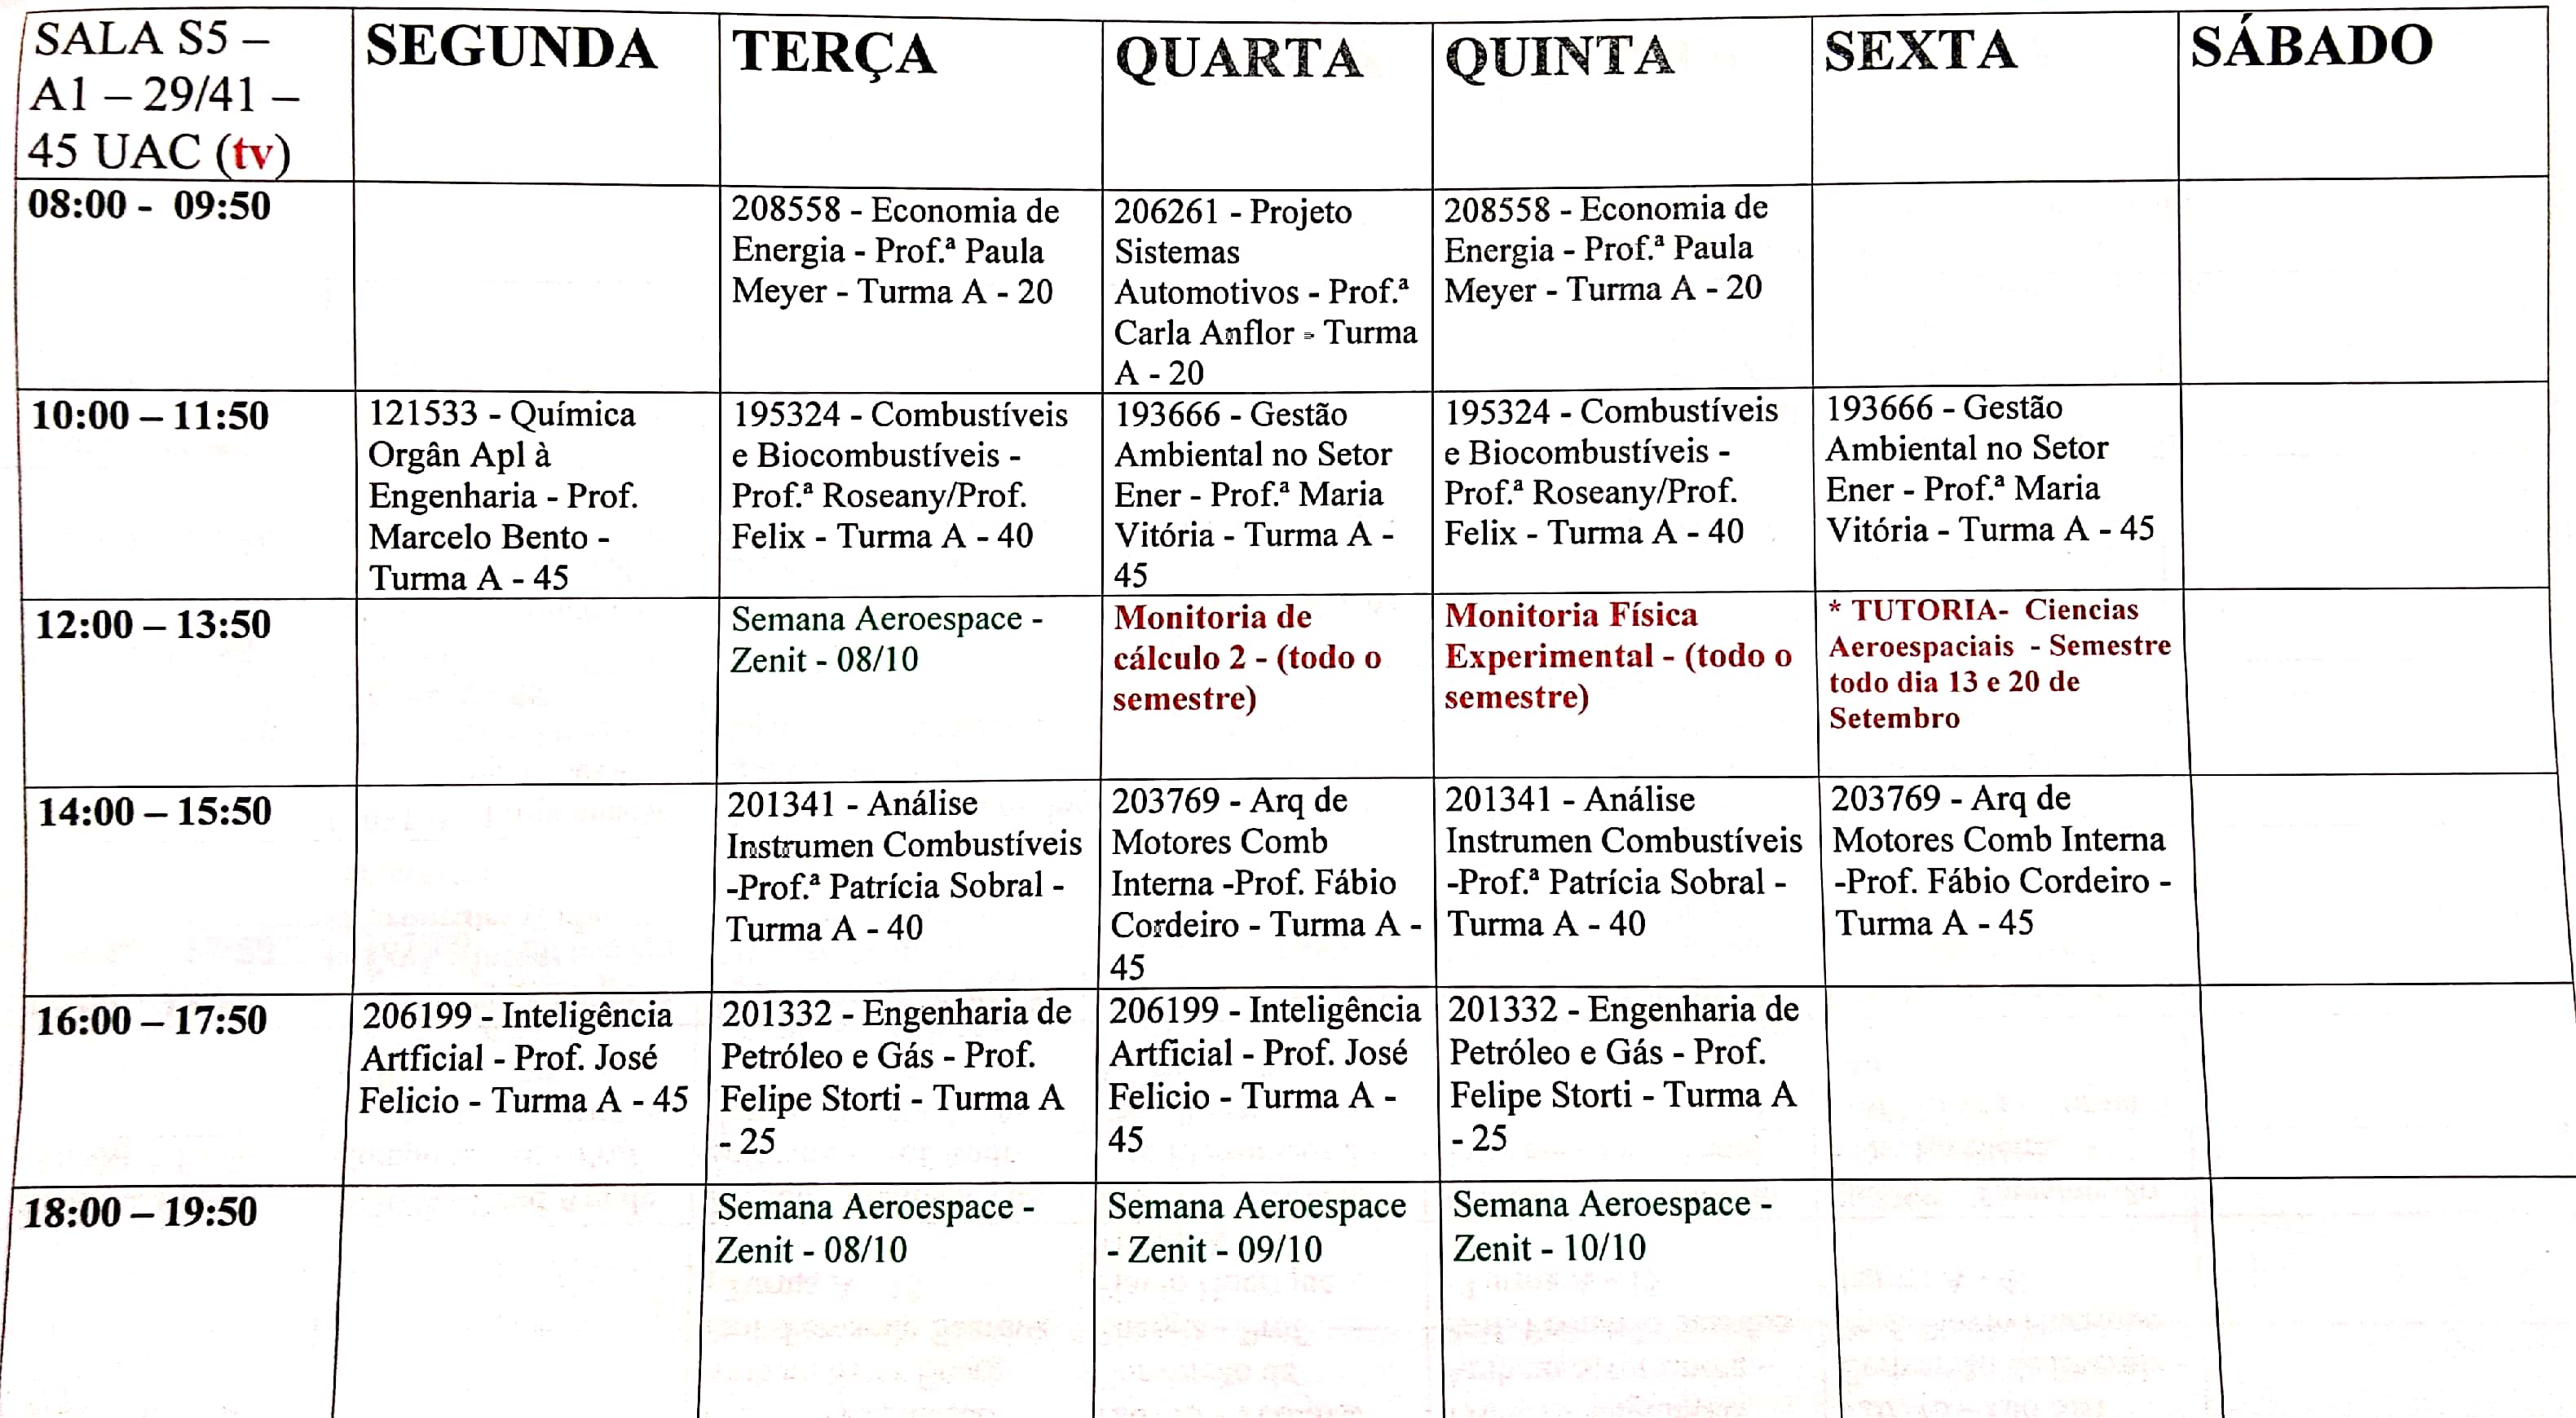 SALA S5 –
A1 – 29/41 –
45 UAC (tv)
SEGUNDA
TERÇA
QUARTA
QUINTA
SEXTA
SÁBADO
08:00 - 09:50
208558 - Economia de
Energia - Prof.ª Paula
Meyer - Turma A - 20
206261 - Projeto
Sistemas
Automotivos - Prof.ª
Carla Anflor - Turma
A - 20
208558 - Economia de
Energia - Prof.ª Paula
Meyer - Turma A - 20
10:00 – 11:50
121533 - Química
Orgân Apl à
Engenharia - Prof.
Marcelo Bento -
Turma A - 45
195324 - Combustíveis
e Biocombustíveis -
Prof.ª Roseany/Prof.
Felix - Turma A - 40
193666 - Gestão
Ambiental no Setor
Ener - Prof.ª Maria
Vitória - Turma A -
45
195324 - Combustíveis
e Biocombustíveis -
Prof.ª Roseany/Prof.
Felix - Turma A - 40
193666 - Gestão
Ambiental no Setor
Ener - Prof.ª Maria
Vitória - Turma A - 45
12:00 – 13:50
Semana Aeroespace -
Zenit - 08/10
Monitoria de
cálculo 2 - (todo o
semestre)
Monitoria Física
Experimental - (todo o
semestre)
* TUTORIA- Ciencias
Aeroespaciais - Semestre
todo dia 13 e 20 de
Setembro
14:00 – 15:50
201341 - Análise
Instrumen Combustíveis
-Prof.ª Patrícia Sobral -
Turma A - 40
203769 - Arq de
Motores Comb
Interna -Prof. Fábio
Cordeiro - Turma A -
45
201341 - Análise
Instrumen Combustíveis
-Prof.ª Patrícia Sobral -
Turma A - 40
203769 - Arq de
Motores Comb Interna
-Prof. Fábio Cordeiro -
Turma A - 45
16:00 – 17:50
206199 - Inteligência
Artficial - Prof. José
Felicio - Turma A - 45
201332 - Engenharia de
Petróleo e Gás - Prof.
Felipe Storti - Turma A
- 25
206199 - Inteligência
Artficial - Prof. José
Felicio - Turma A -
45
201332 - Engenharia de
Petróleo e Gás - Prof.
Felipe Storti - Turma A
- 25
18:00 – 19:50
Semana Aeroespace -
Zenit - 08/10
Semana Aeroespace
- Zenit - 09/10
Semana Aeroespace -
Zenit - 10/10